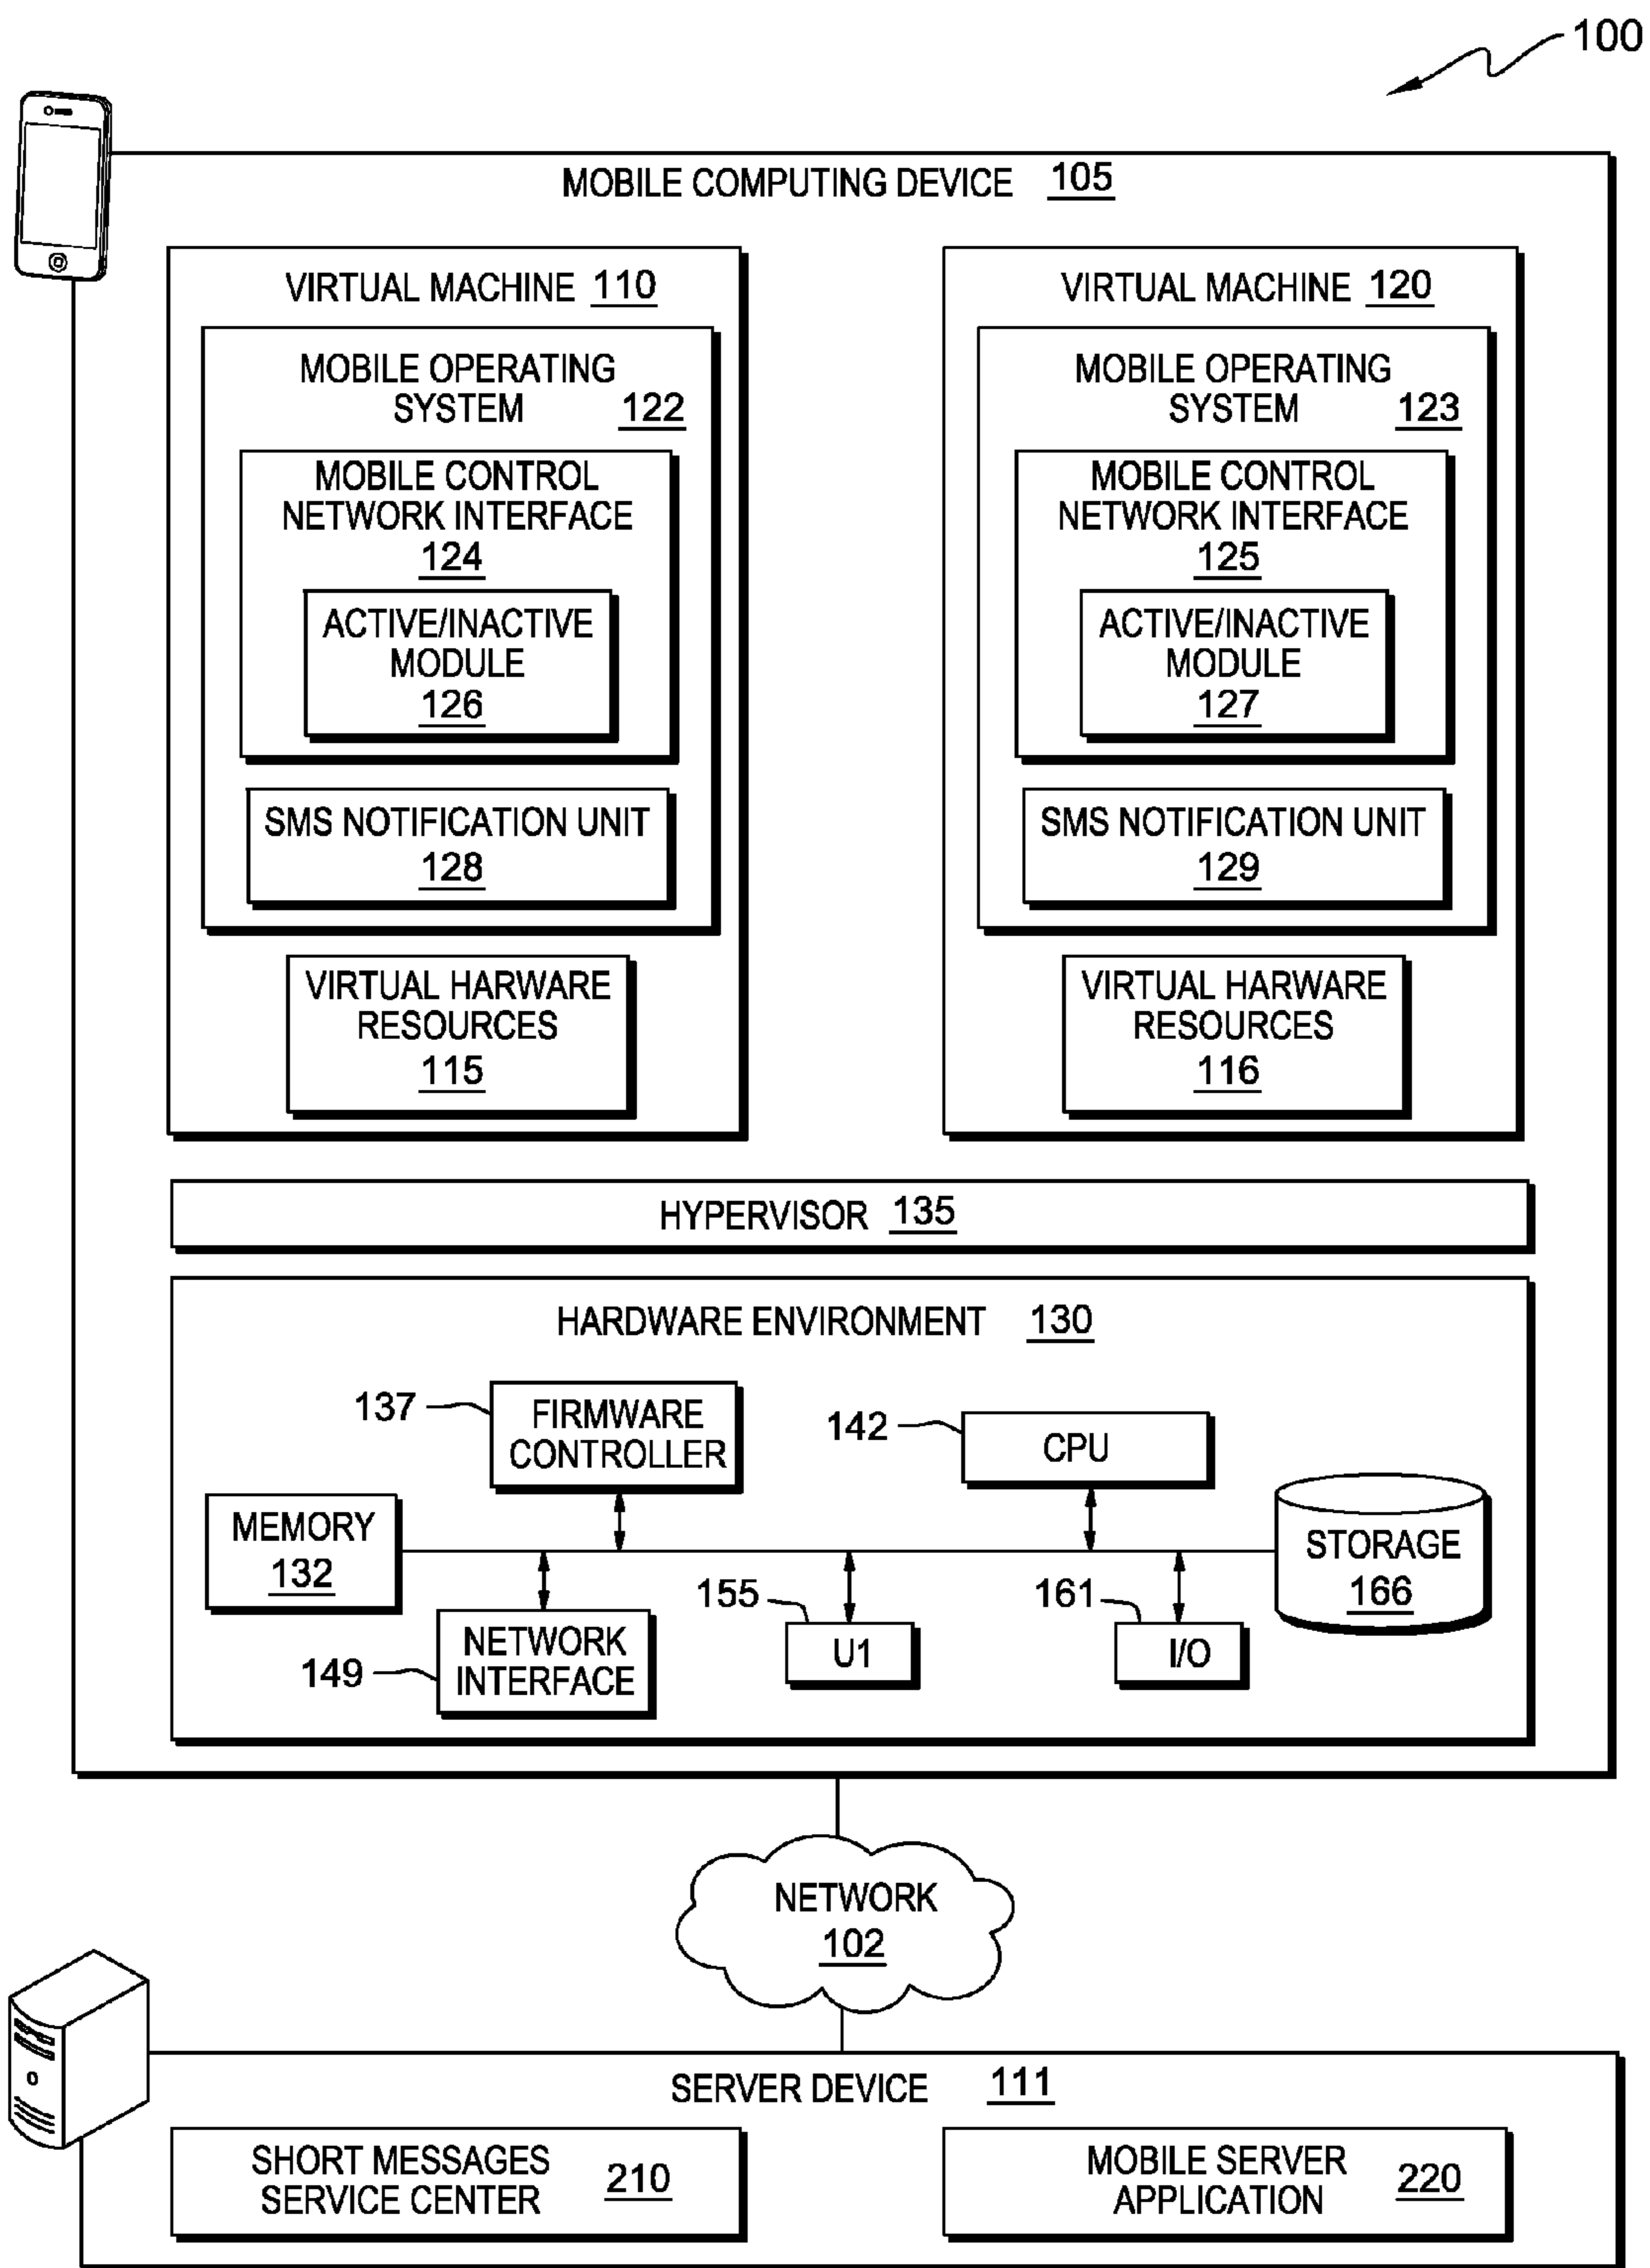 100
MOBILE COMPUTING DEVICE 105
VIRTUAL MACHINE 110
MOBILE OPERATING
SYSTEM 122
MOBILE CONTROL
NETWORK INTERFACE
124
ACTIVE/INACTIVE
MODULE
126
SMS NOTIFICATION UNIT
128
VIRTUAL HARWARE
RESOURCES
115
VIRTUAL MACHINE 120
MOBILE OPERATING
SYSTEM 123
MOBILE CONTROL
NETWORK INTERFACE
125
ACTIVE/INACTIVE
MODULE
127
SMS NOTIFICATION UNIT
129
VIRTUAL HARWARE
RESOURCES
116
HYPERVISOR 135
HARDWARE ENVIRONMENT 130
137
FIRMWARE
CONTROLLER
142
CPU
MEMORY
132
STORAGE
166
149
NETWORK
INTERFACE
155
U1
161
I/O
NETWORK
102
SERVER DEVICE 111
SHORT MESSAGES
SERVICE CENTER 210
MOBILE SERVER
APPLICATION 220